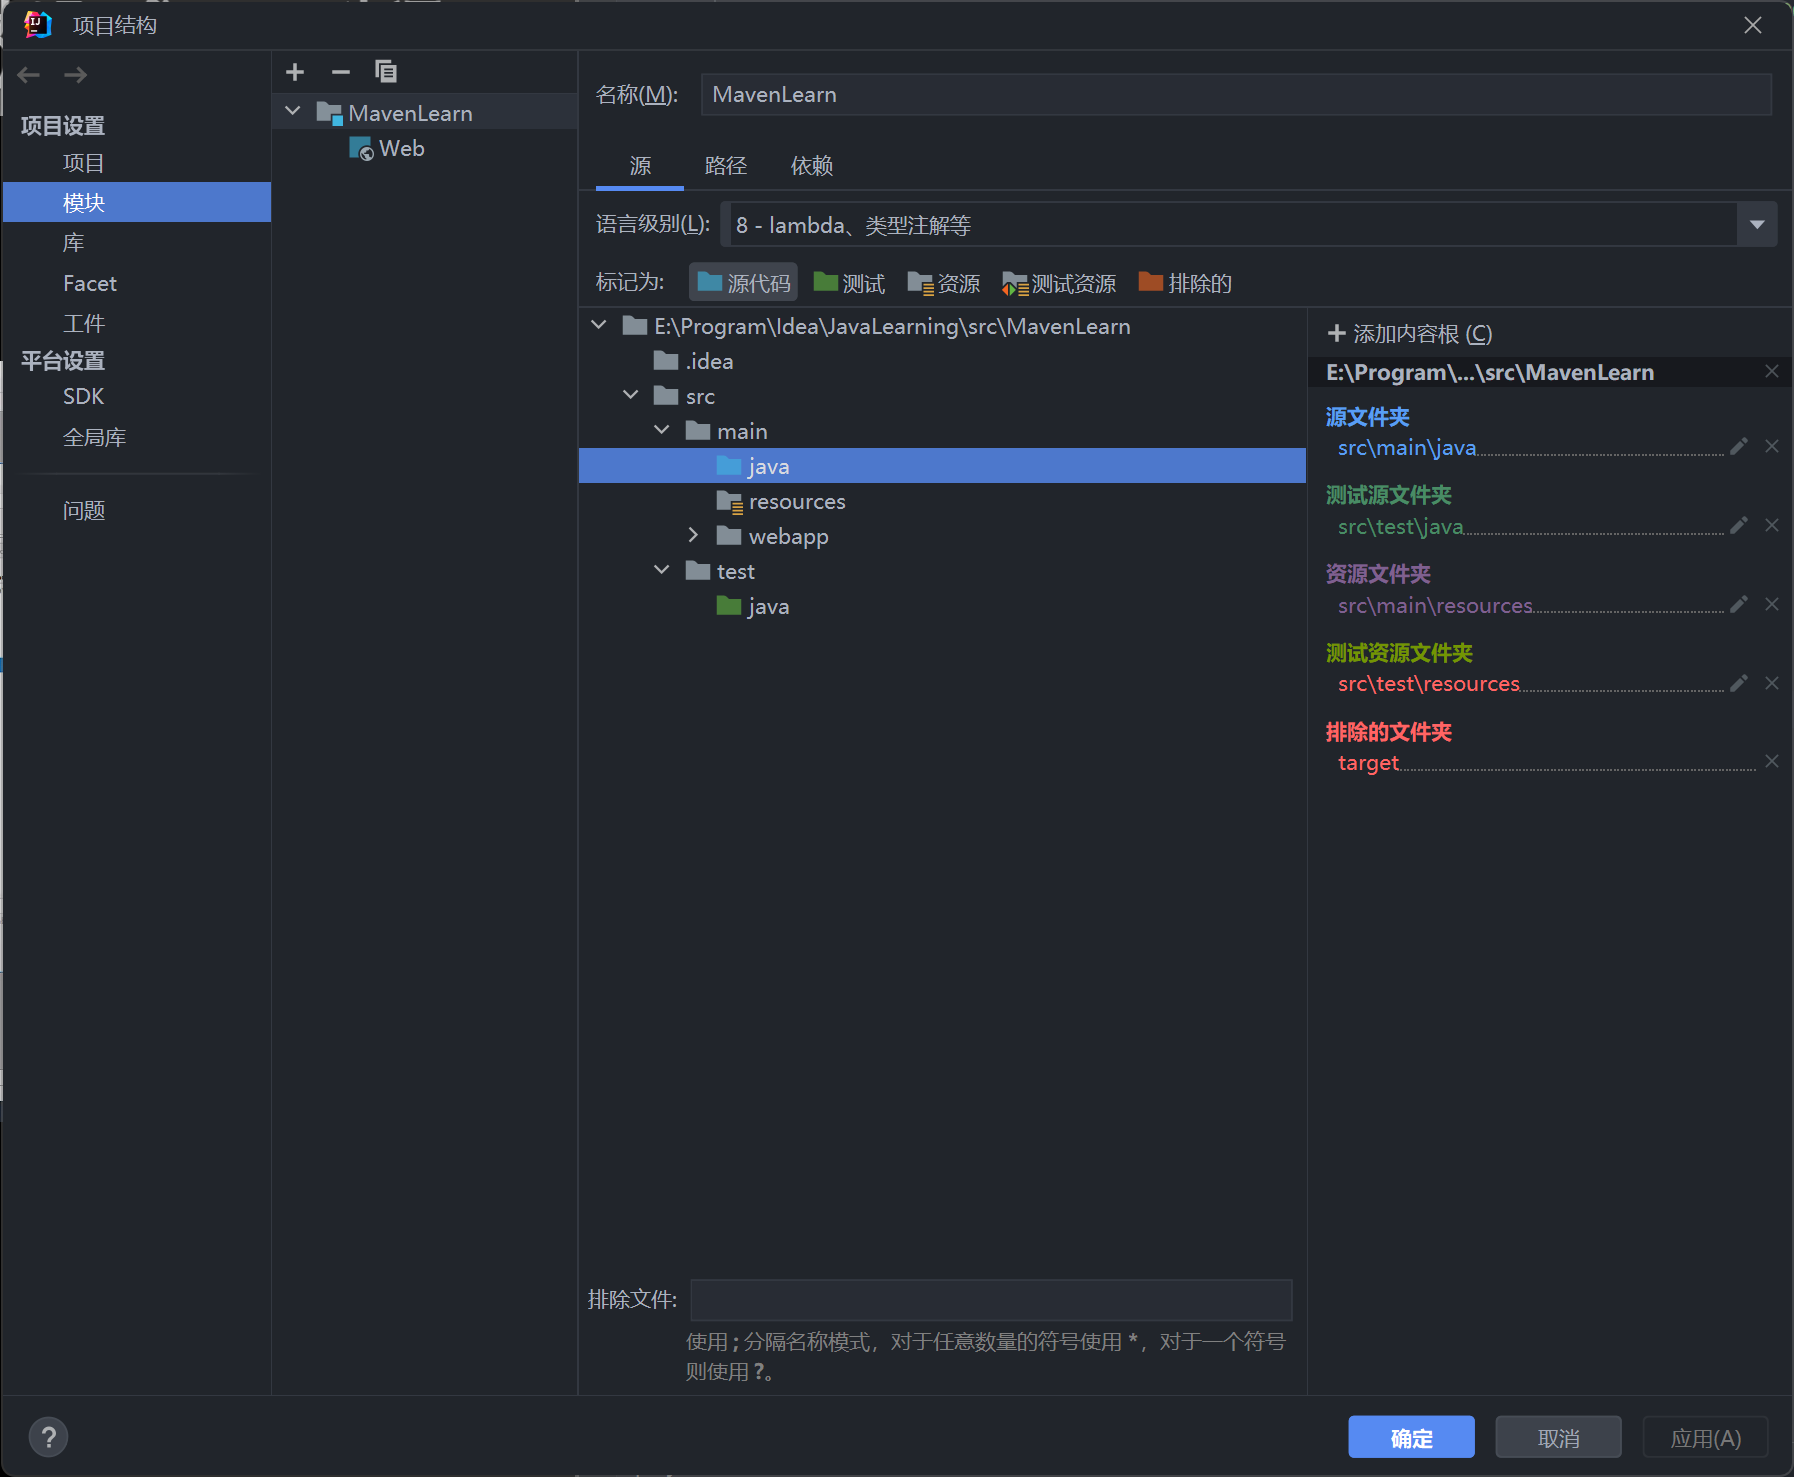 项目结构
项目设置
项目
模块
库
Facet
工件
平台设置
SDK
全局库
问题
MavenLearn
Web
名称(M): MavenLearn
源 路径 依赖
语言级别(L): 8 - lambda、类型注解等
标记为: 源代码 测试 资源 测试资源 排除的
E:\Program\Idea\JavaLearning\src\MavenLearn
.idea
src
main
java
resources
webapp
test
java
添加内容根 (C)
E:\Program\...\src\MavenLearn
源文件夹
src\main\java
测试源文件夹
src\test\java
资源文件夹
src\main\resources
测试资源文件夹
src\test\resources
排除的文件夹
target
排除文件:
使用 ; 分隔名称模式，对于任意数量的符号使用 *，对于一个符号
则使用 ?。
? 确定 取消 应用(A)